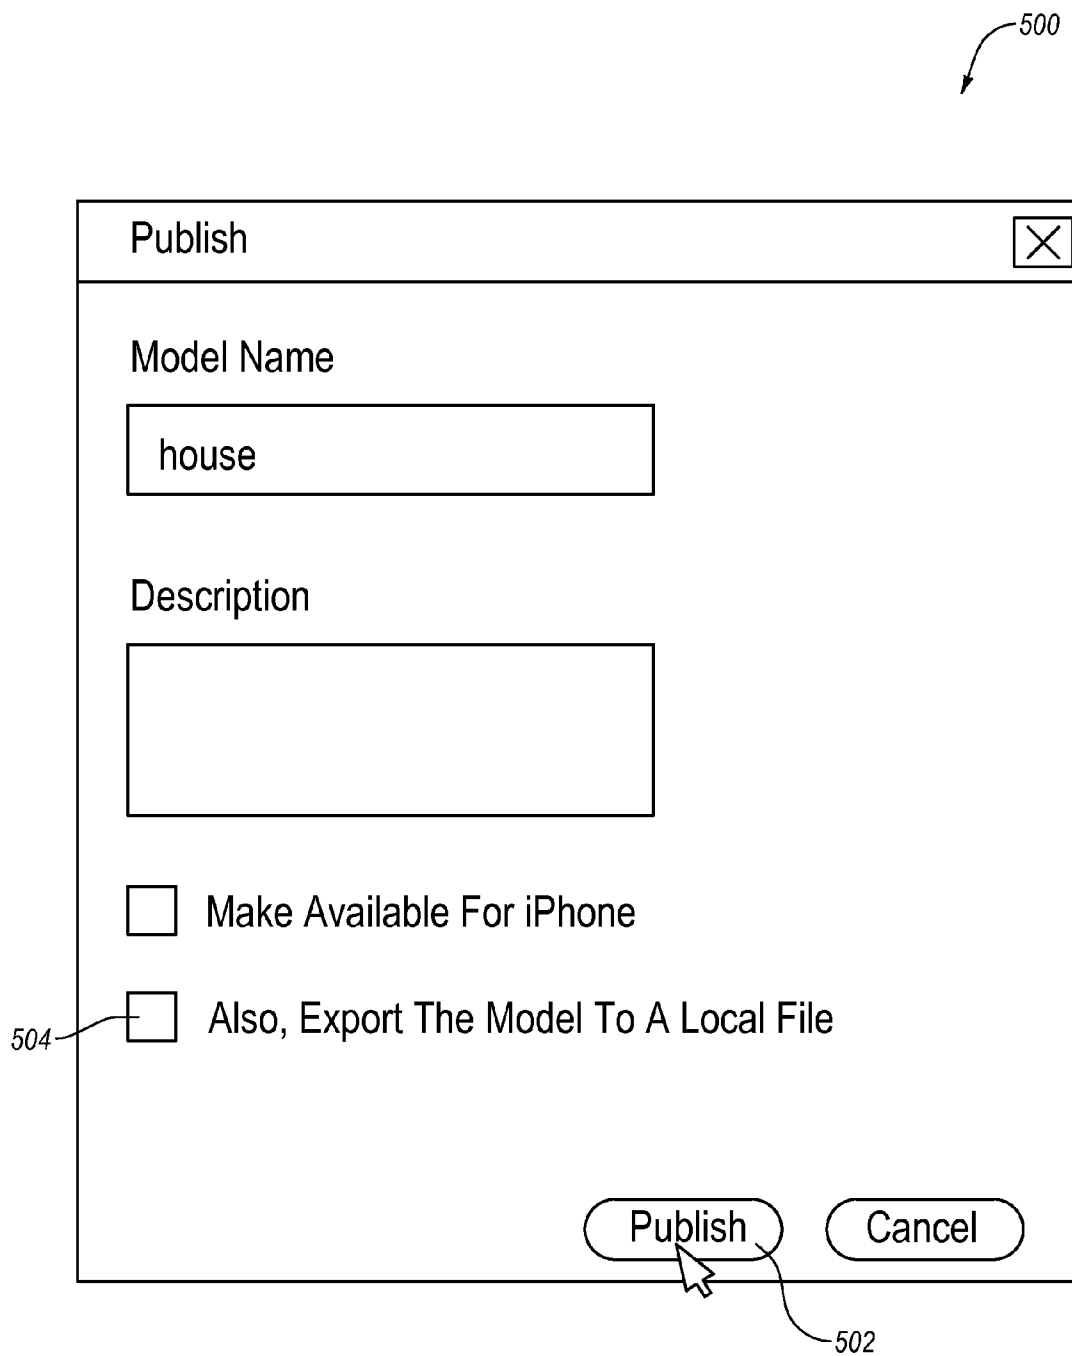 500
Publish
Model Name
house
Description
Make Available For iPhone
504
Also, Export The Model To A Local File
Publish
Cancel
502